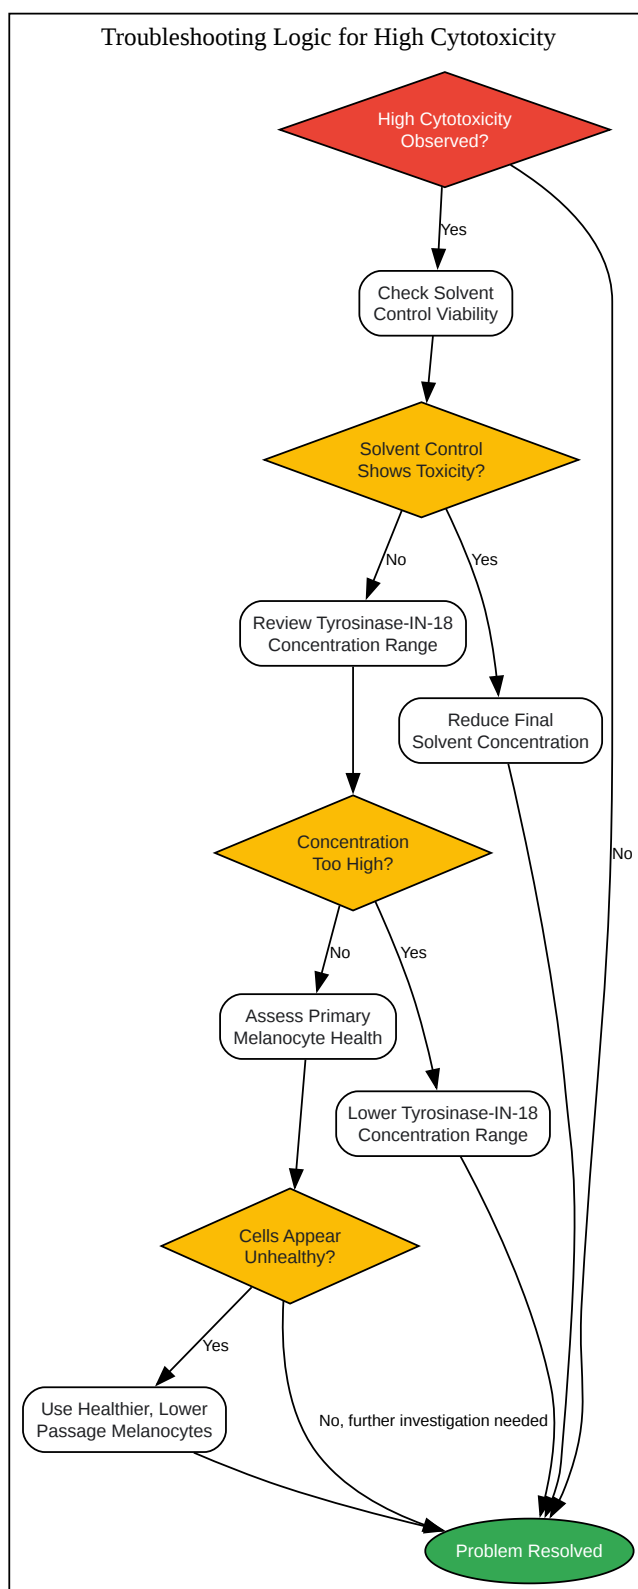 Troubleshooting Logic for High Cytotoxicity
High Cytotoxicity
Observed?
Yes
Check Solvent
Control Viability
Solvent Control
Shows Toxicity?
No
Yes
Review Tyrosinase-IN-18
Concentration Range
Reduce Final
Solvent Concentration
Concentration
Too High?
No
No
Yes
Assess Primary
Melanocyte Health
Lower Tyrosinase-IN-18
Concentration Range
Cells Appear
Unhealthy?
Yes
Use Healthier, Lower
Passage Melanocytes
No, further investigation needed
Problem Resolved